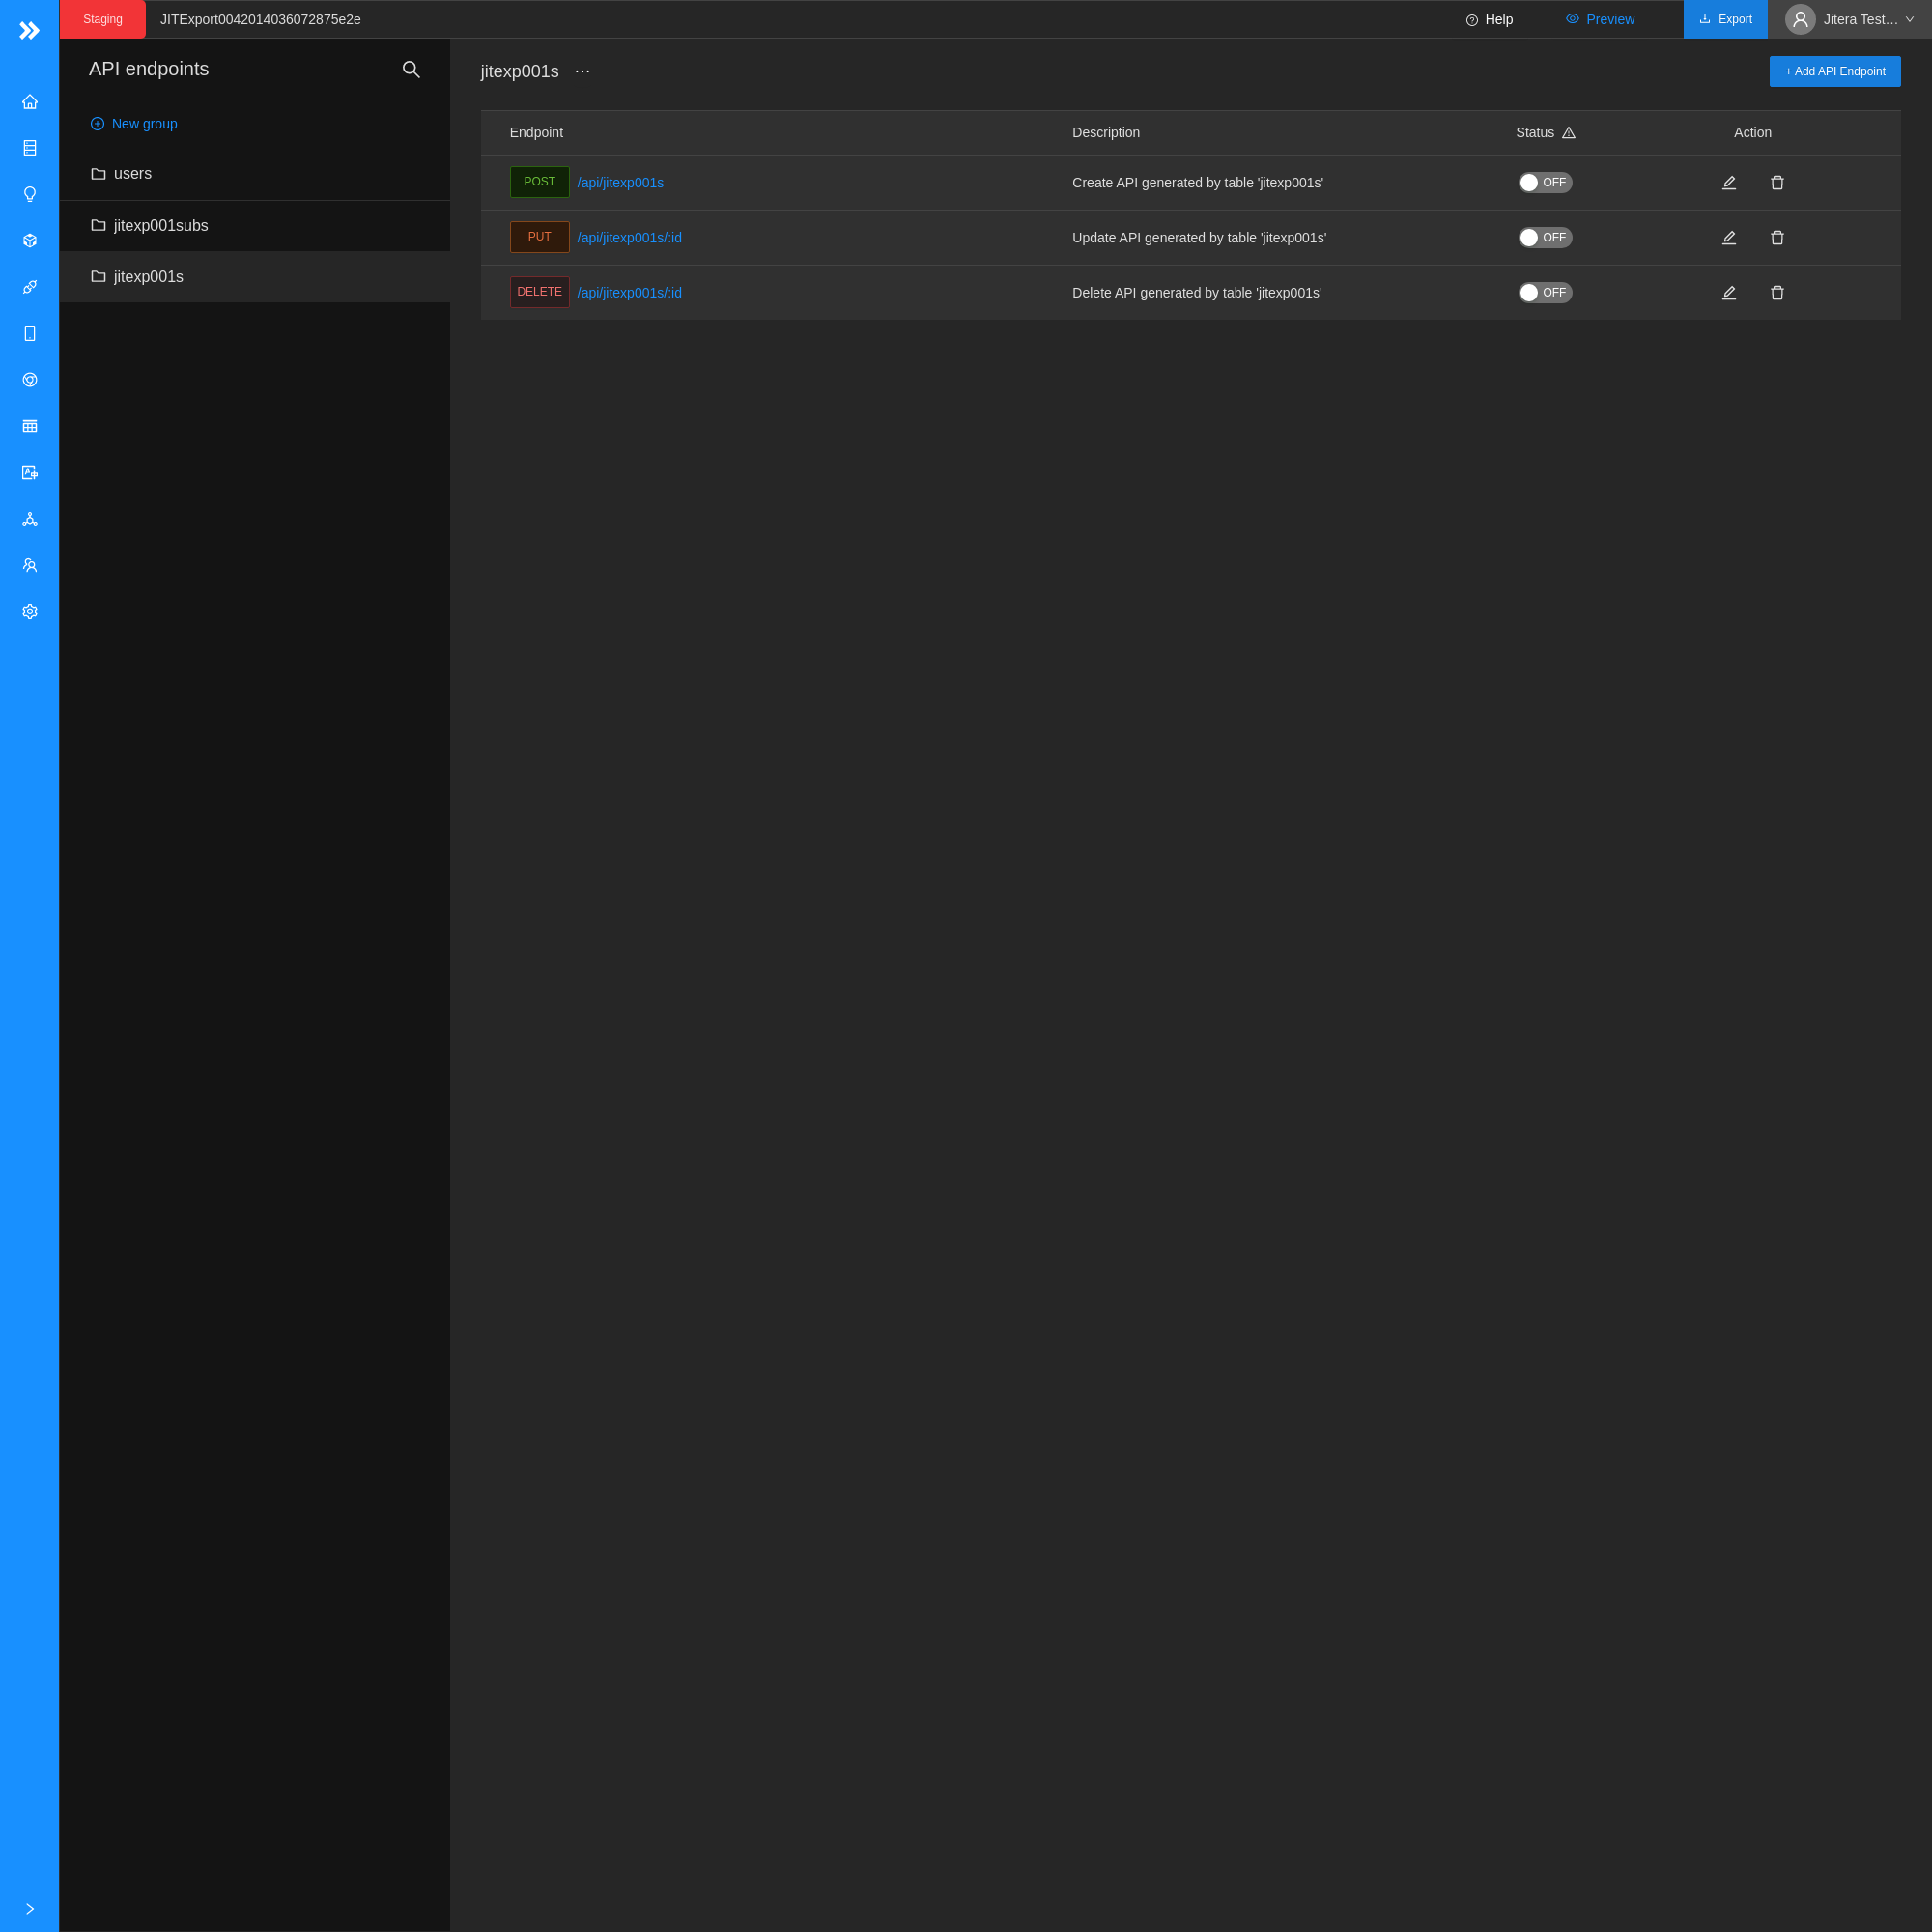 Staging
JITExport0042014036072875e2e
Help
Preview
Export
Jitera Test…
API endpoints
New group
users
jitexp001subs
jitexp001s
jitexp001s ···
+ Add API Endpoint
Endpoint Description Status Action
POST /api/jitexp001s Create API generated by table 'jitexp001s' OFF
PUT /api/jitexp001s/:id Update API generated by table 'jitexp001s' OFF
DELETE /api/jitexp001s/:id Delete API generated by table 'jitexp001s' OFF